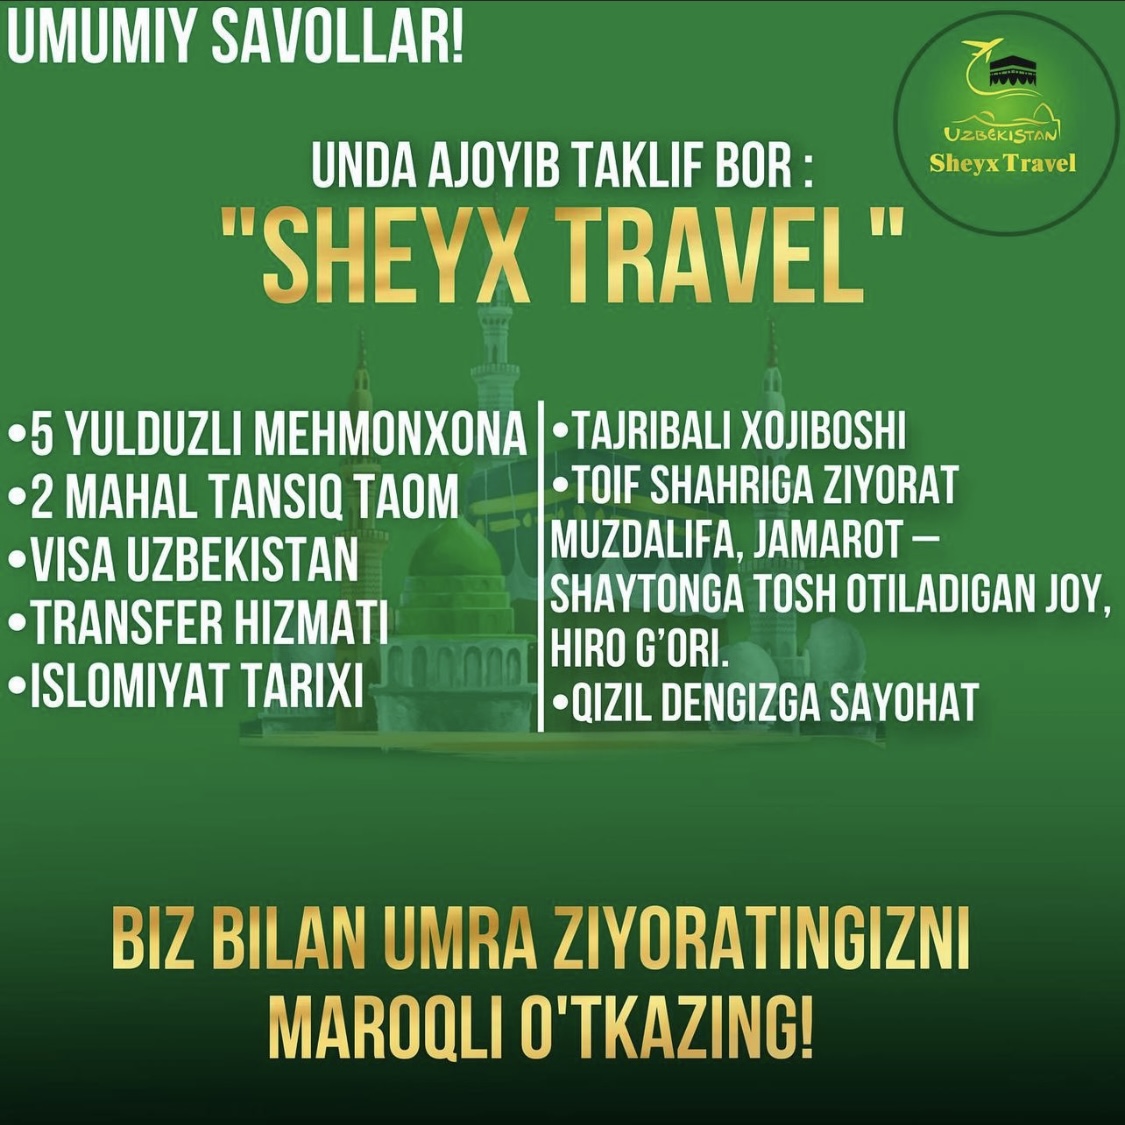 UMUMIY SAVOLLAR!
UZBEKISTAN
Sheyx Travel
UNDA AJOYIB TAKLIF BOR :
"SHEYX TRAVEL"
•5 YULDUZLI MEHMONXONA
•2 MAHAL TANSIQ TAOM
•VISA UZBEKISTAN
•TRANSFER HIZMATI
•ISLOMIYAT TARIXI
•TAJRIBALI XOJIBOSHI
•TOIF SHAHRIGA ZIYORAT
MUZDALIFA, JAMAROT –
SHAYTONGA TOSH OTILADIGAN JOY,
HIRO G’ORI.
•QIZIL DENGIZGA SAYOHAT
BIZ BILAN UMRA ZIYORATINGIZNI
MAROQLI O'TKAZING!